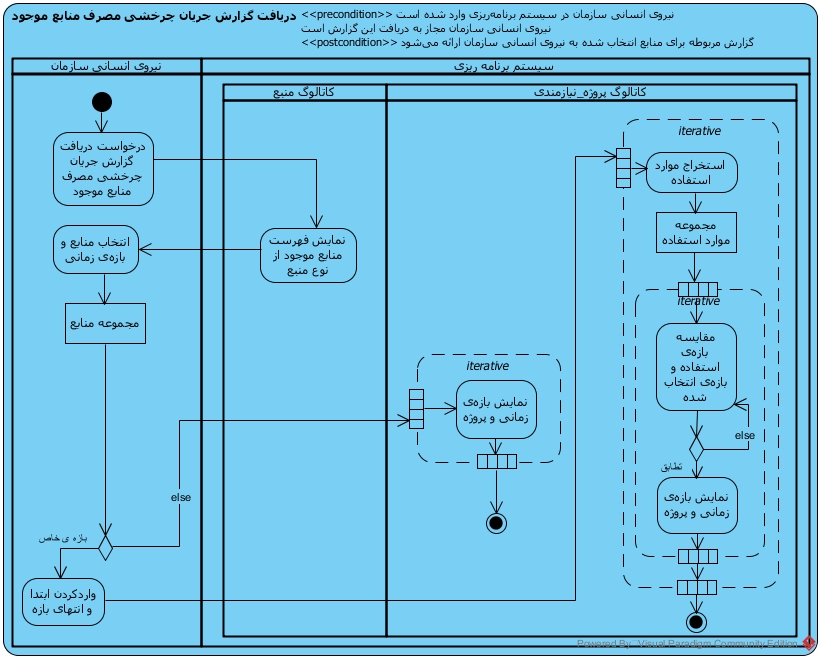 دریافت گزارش جریان چرخشی مصرف منابع موجود
<<precondition>> نیروی انسانی سازمان در سیستم برنامه‌ریزی وارد شده است
نیروی انسانی سازمان مجاز به دریافت این گزارش است
<<postcondition>> گزارش مربوطه برای منابع انتخاب شده به نیروی انسانی سازمان ارائه می‌شود
نیروی انسانی سازمان
سیستم برنامه ریزی
کاتالوگ منبع
کاتالوگ پروژه_نیازمندی
درخواست دریافت
گزارش جریان
چرخشی مصرف
منابع موجود
انتخاب منابع و
بازه‌ی زمانی
مجموعه منابع
else
بازه ی خاص
واردکردن ابتدا
و انتهای بازه
نمایش فهرست
منابع موجود از
نوع منبع
iterative
نمایش بازه‌ی
زمانی و پروژه
iterative
استخراج موارد
استفاده
مجموعه
موارد استفاده
iterative
مقایسه
بازه‌ی
استفاده و
بازه‌ی انتخاب
شده
else
تطابق
نمایش بازه‌ی
زمانی و پروژه
Powered By Visual Paradigm Community Edition